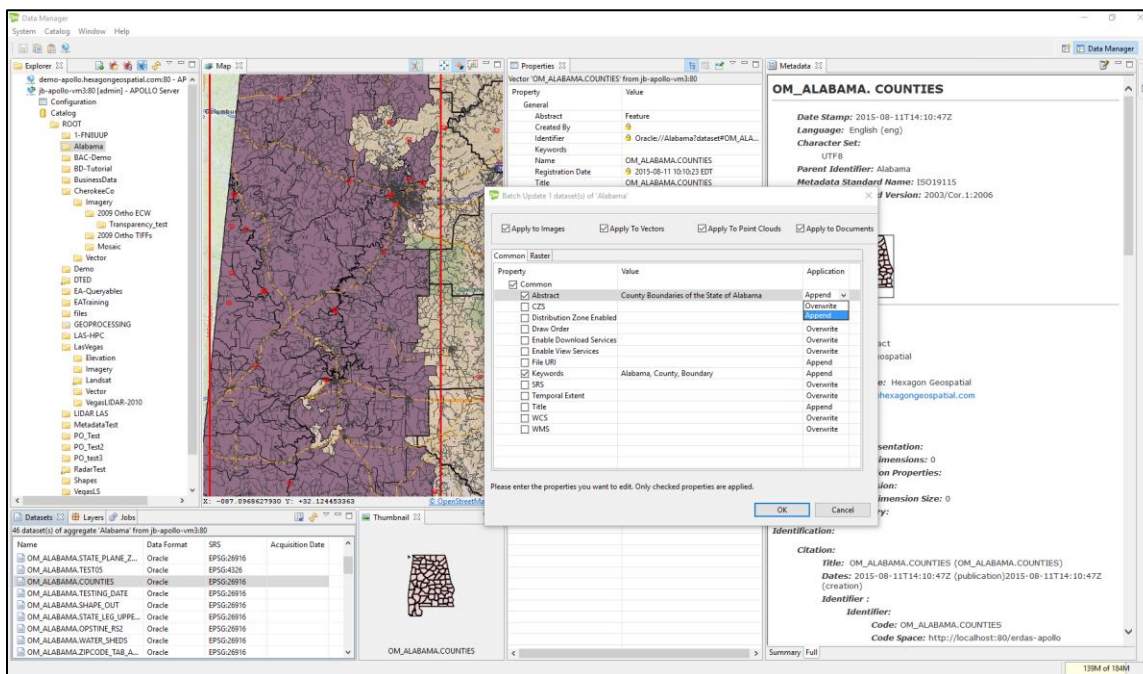 Data Manager
System Catalog Window Help
Data Manager
Explorer
demo-apollo.hexagongeospatial.com:80 - AP
jb-apollo-vm3:80 [admin] - APOLLO Server
Configuration
Catalog
ROOT
1-FN8UUP
Alabama
BAC-Demo
BD-Tutorial
BusinessData
CherokeeCo
Imagery
2009 Ortho ECW
Transparency_test
2009 Ortho TIFFs
Mosaic
Vector
Demo
DTED
EA-Queryables
EATraining
files
GEOPROCESSING
LAS-HPC
LasVegas
Elevation
Imagery
Landsat
Vector
VegasLIDAR-2010
LIDAR LAS
MetadataTest
PO_Test
PO_Test2
PO_test3
RadarTest
Shapes
VegasLS
Map
X: -087.0968627930 Y: +32.124453363
© OpenStreetMa
Properties
Vector 'OM_ALABAMA.COUNTIES' from jb-apollo-vm3:80
Property Value
General
Abstract Feature
Created By
Identifier Oracle://Alabama?dataset#OM_ALA...
Keywords
Name OM_ALABAMA.COUNTIES
Registration Date 2015-08-11 10:10:23 EDT
Title OM_ALABAMA.COUNTIES
Batch Update 1 dataset(s) of 'Alabama'
Apply to Images Apply To Vectors Apply To Point Clouds Apply to Documents
Common Raster
Property Value Application
Common
Abstract County Boundaries of the State of Alabama Append
Overwrite
Append
CZS
Distribution Zone Enabled
Draw Order Overwrite
Enable Download Services Overwrite
Enable View Services Overwrite
File URI Append
Keywords Alabama, County, Boundary Append
SRS Overwrite
Temporal Extent Overwrite
Title Append
WCS Overwrite
WMS Overwrite
Please enter the properties you want to edit. Only checked properties are applied.
OK Cancel
Metadata
OM_ALABAMA. COUNTIES
Date Stamp: 2015-08-11T14:10:47Z
Language: English (eng)
Character Set:
UTF8
Parent Identifier: Alabama
Metadata Standard Name: ISO19115
d Version: 2003/Cor.1:2006
act
ospatial
e: Hexagon Geospatial
hexagongeospatial.com
sentation:
imensions: 0
ion Properties:
sion:
imension Size: 0
ry:
Identification:
Citation:
Title: OM_ALABAMA.COUNTIES (OM_ALABAMA.COUNTIES)
Dates: 2015-08-11T14:10:47Z (publication)2015-08-11T14:10:47Z
(creation)
Identifier :
Identifier:
Code: OM_ALABAMA.COUNTIES
Code Space: http://localhost:80/erdas-apollo
Summary Full
Datasets Layers Jobs
46 dataset(s) of aggregate 'Alabama' from jb-apollo-vm3:80
Name Data Format SRS Acquisition Date
OM_ALABAMA.STATE_PLANE_Z... Oracle EPSG:26916
OM_ALABAMA.TEST05 Oracle EPSG:4326
OM_ALABAMA.COUNTIES Oracle EPSG:26916
OM_ALABAMA.TESTING_DATE Oracle EPSG:26916
OM_ALABAMA.SHAPE_OUT Oracle EPSG:26916
OM_ALABAMA.STATE_LEG_UPPE... Oracle EPSG:26916
OM_ALABAMA.OPSTINE_RS2 Oracle EPSG:26916
OM_ALABAMA.WATER_SHEDS Oracle EPSG:26916
OM_ALABAMA.ZIPCODE_TAB_A... Oracle EPSG:26916
Thumbnail
OM_ALABAMA.COUNTIES
139M of 184M